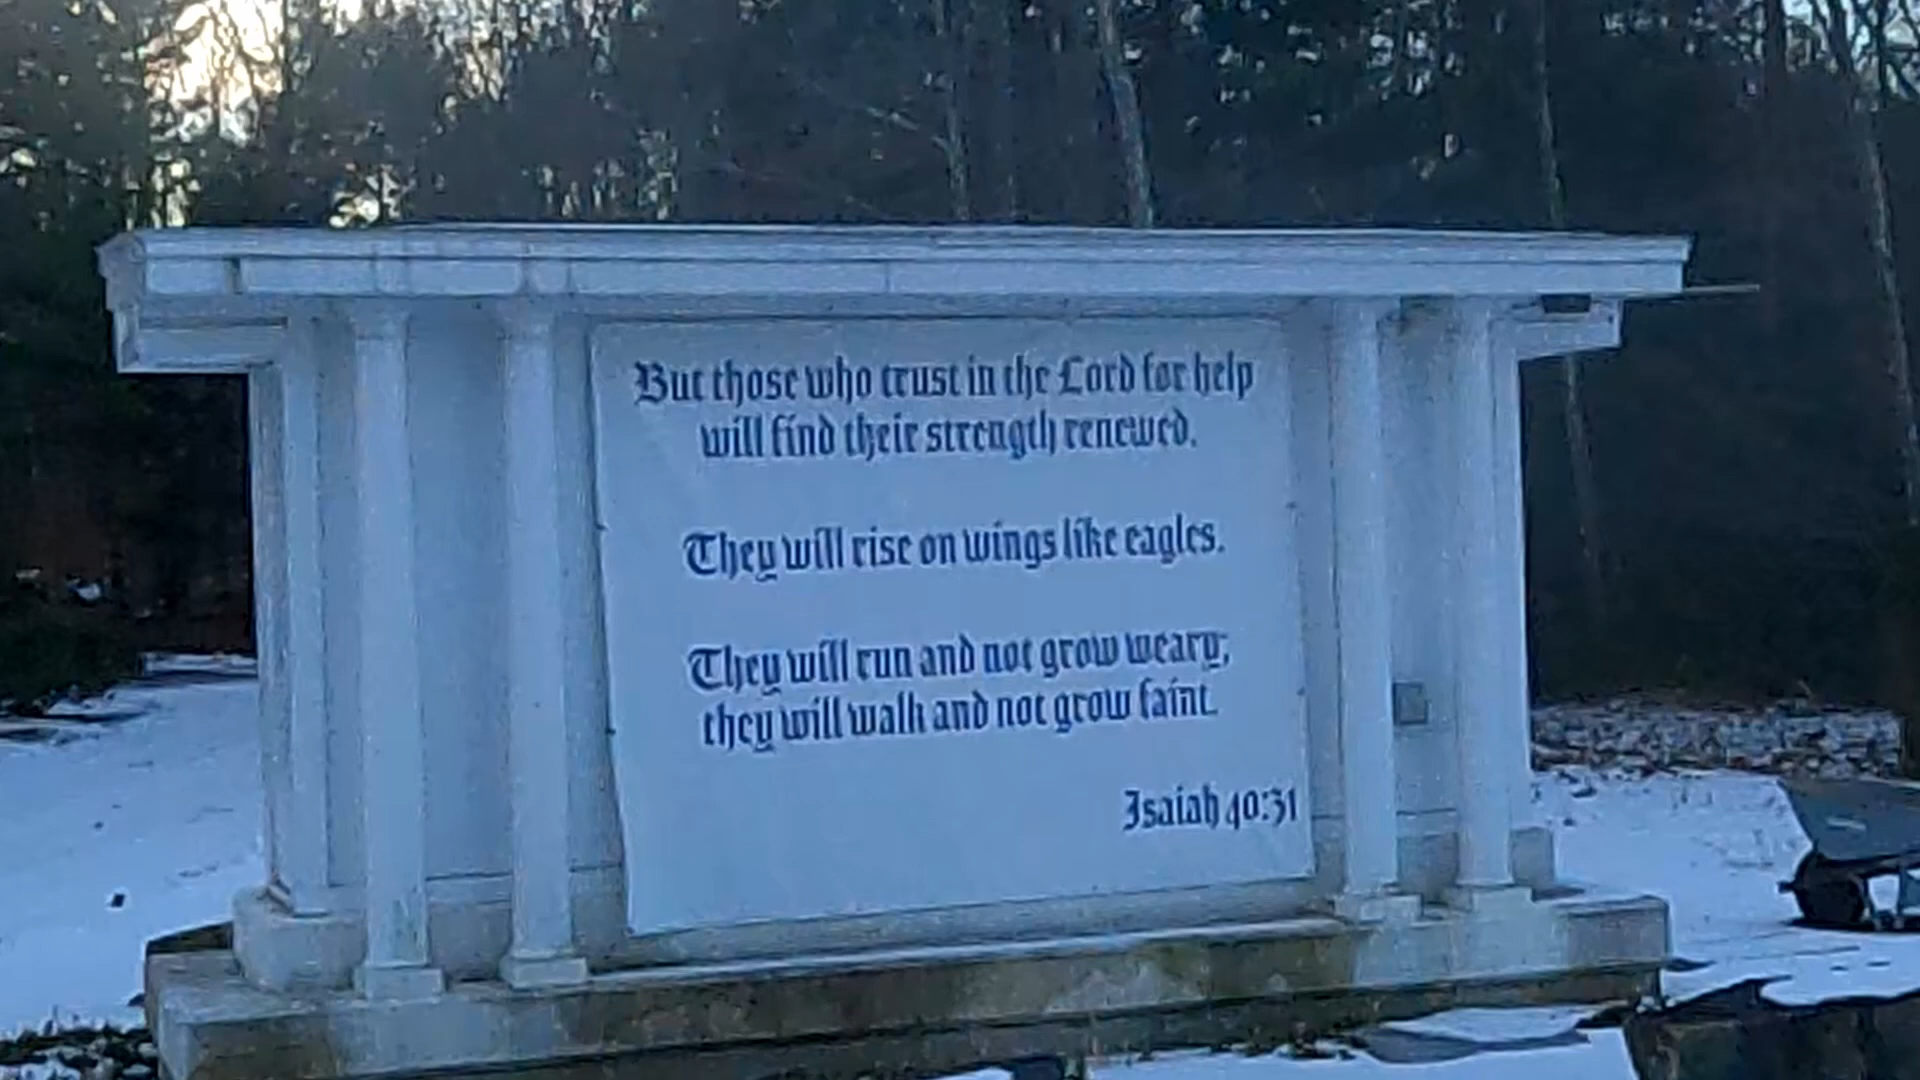 But those who trust in the Lord for help
will find their strength renewed.
They will rise on wings like eagles.
They will run and not grow weary;
they will walk and not grow faint.
Isaiah 40:31